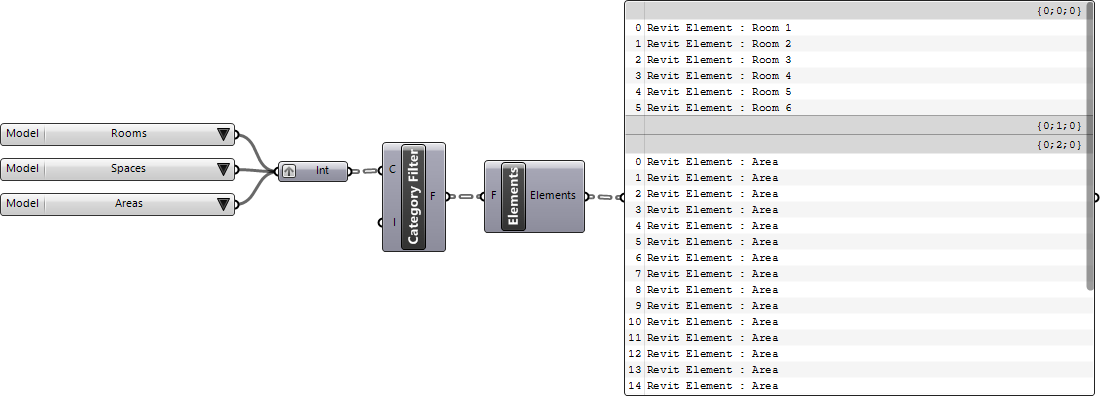 Model Rooms
Model Spaces
Model Areas
Int
C
I
Category Filter
F
F
Elements
Elements
{0;0;0}
0 Revit Element : Room 1
1 Revit Element : Room 2
2 Revit Element : Room 3
3 Revit Element : Room 4
4 Revit Element : Room 5
5 Revit Element : Room 6
{0;1;0}
{0;2;0}
0 Revit Element : Area
1 Revit Element : Area
2 Revit Element : Area
3 Revit Element : Area
4 Revit Element : Area
5 Revit Element : Area
6 Revit Element : Area
7 Revit Element : Area
8 Revit Element : Area
9 Revit Element : Area
10 Revit Element : Area
11 Revit Element : Area
12 Revit Element : Area
13 Revit Element : Area
14 Revit Element : Area